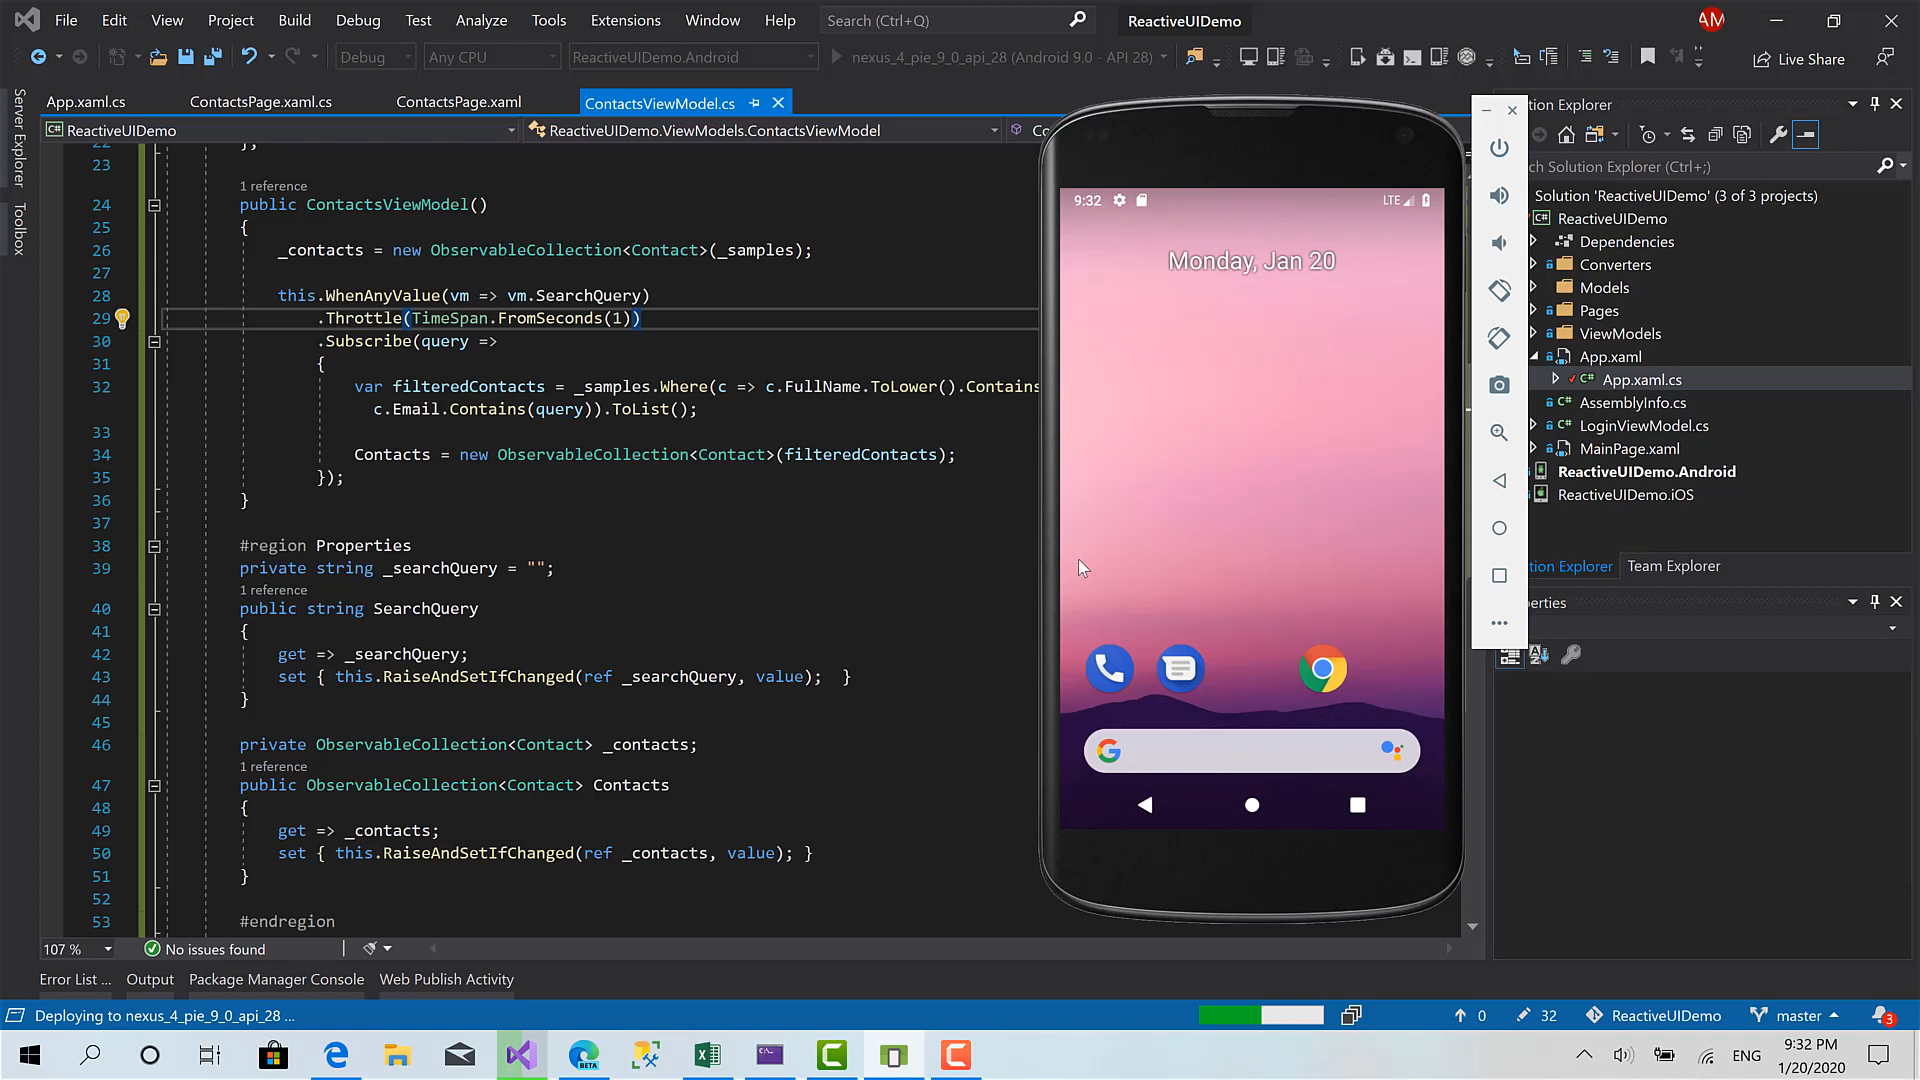 File Edit View Project Build Debug Test Analyze Tools Extensions Window Help Search (Ctrl+Q) ReactiveUIDemo AM
Debug Any CPU ReactiveUIDemo.Android nexus_4_pie_9_0_api_28 (Android 9.0 - API 28) Live Share
Server Explorer
Toolbox
App.xaml.cs ContactsPage.xaml.cs ContactsPage.xaml ContactsViewModel.cs
ReactiveUIDemo ReactiveUIDemo.ViewModels.ContactsViewModel Co
22 };
23
1 reference
24 public ContactsViewModel()
25 {
26 _contacts = new ObservableCollection<Contact>(_samples);
27
28 this.WhenAnyValue(vm => vm.SearchQuery)
29 .Throttle(TimeSpan.FromSeconds(1))
30 .Subscribe(query =>
31 {
32 var filteredContacts = _samples.Where(c => c.FullName.ToLower().Contains
c.Email.Contains(query)).ToList();
33
34 Contacts = new ObservableCollection<Contact>(filteredContacts);
35 });
36 }
37
38 #region Properties
39 private string _searchQuery = "";
1 reference
40 public string SearchQuery
41 {
42 get => _searchQuery;
43 set { this.RaiseAndSetIfChanged(ref _searchQuery, value); }
44 }
45
46 private ObservableCollection<Contact> _contacts;
1 reference
47 public ObservableCollection<Contact> Contacts
48 {
49 get => _contacts;
50 set { this.RaiseAndSetIfChanged(ref _contacts, value); }
51 }
52
53 #endregion
107 % No issues found
9:32 LTE
Monday, Jan 20
tion Explorer
ch Solution Explorer (Ctrl+;)
Solution 'ReactiveUIDemo' (3 of 3 projects)
ReactiveUIDemo
Dependencies
Converters
Models
Pages
ViewModels
App.xaml
App.xaml.cs
AssemblyInfo.cs
LoginViewModel.cs
MainPage.xaml
ReactiveUIDemo.Android
ReactiveUIDemo.iOS
tion Explorer Team Explorer
erties
Error List ... Output Package Manager Console Web Publish Activity
Deploying to nexus_4_pie_9_0_api_28 ... 0 32 ReactiveUIDemo master 3
BETA
ENG 9:32 PM
1/20/2020